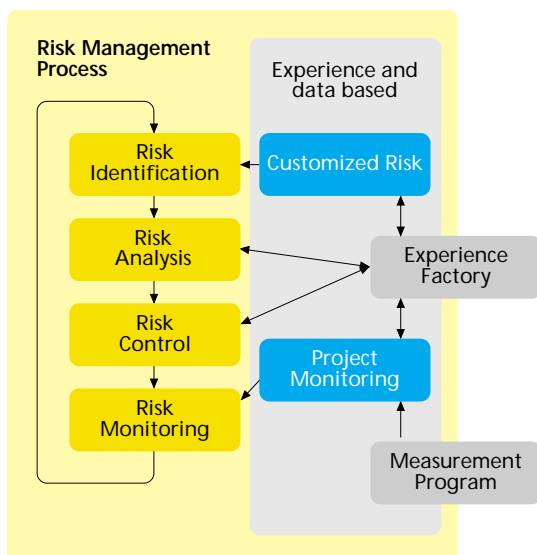 Risk Management
Process
Experience and
data based
Risk
Identification
Customized Risk
Risk
Analysis
Experience
Factory
Risk
Control
Project
Monitoring
Risk
Monitoring
Measurement
Program